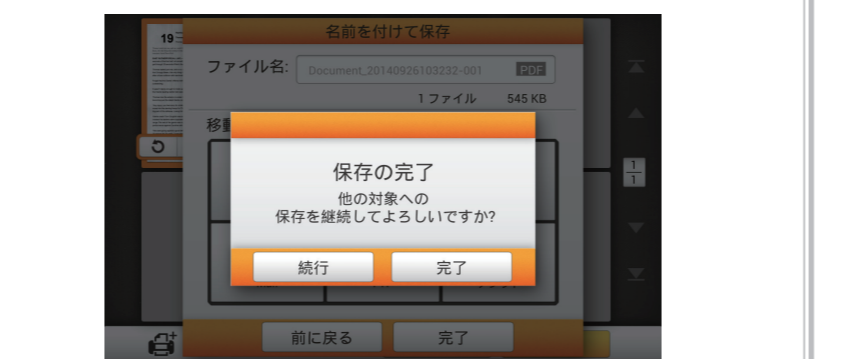 19
名前を付けて保存
ファイル名: Document_20140926103232-001 PDF
1 ファイル 545 KB
保存の完了
他の対象への
保存を継続してよろしいですか?
続行 完了
1
1
前に戻る 完了